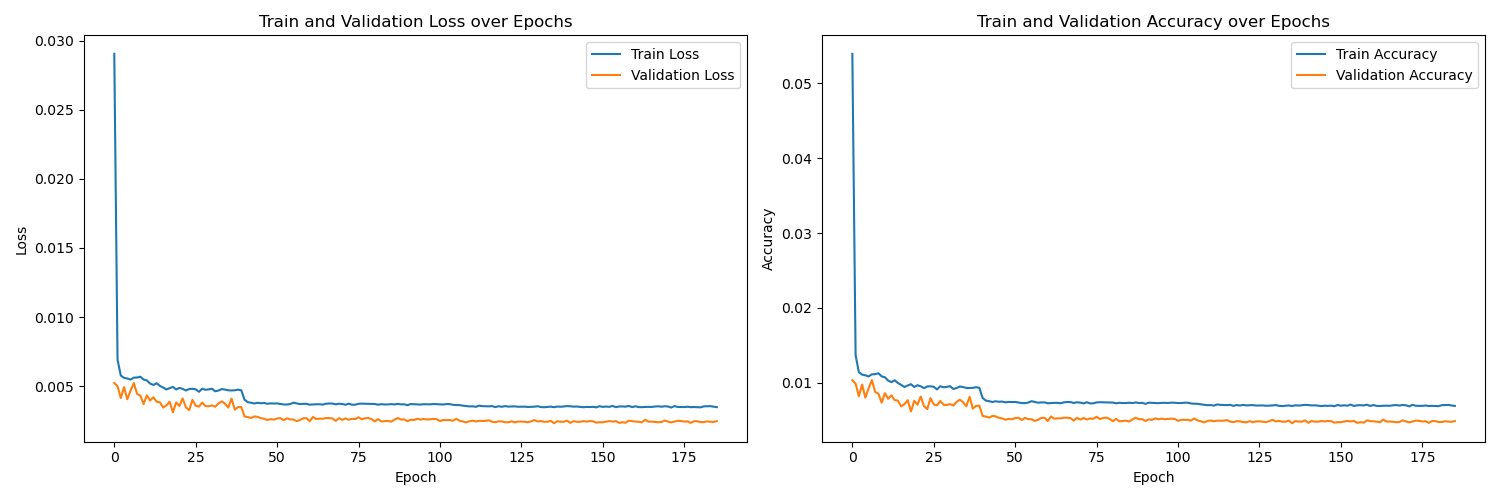 Train and Validation Loss over Epochs
Train Loss
Validation Loss
0.030
0.025
0.020
0.015
0.010
0.005
Loss
0 25 50 75 100 125 150 175
Epoch
Train and Validation Accuracy over Epochs
Train Accuracy
Validation Accuracy
0.05
0.04
0.03
0.02
0.01
Accuracy
0 25 50 75 100 125 150 175
Epoch